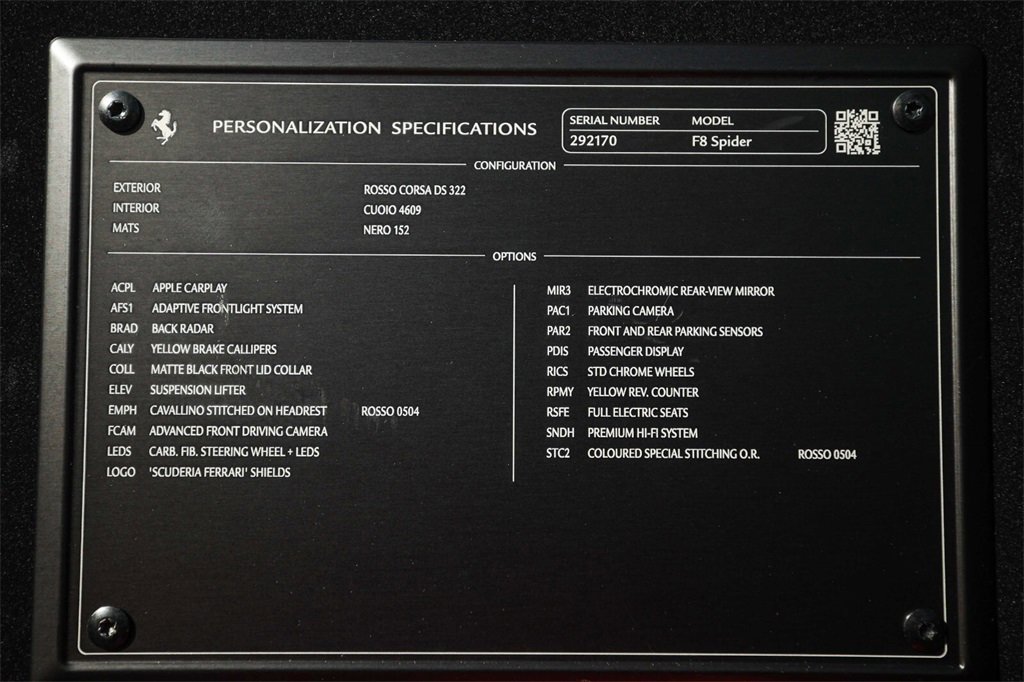 PERSONALIZATION SPECIFICATIONS
SERIAL NUMBER MODEL
292170 F8 Spider
CONFIGURATION
EXTERIOR ROSSO CORSA DS 322
INTERIOR CUOIO 4609
MATS NERO 152
OPTIONS
ACPL APPLE CARPLAY
AFS1 ADAPTIVE FRONTLIGHT SYSTEM
BRAD BACK RADAR
CALY YELLOW BRAKE CALLIPERS
COLL MATTE BLACK FRONT LID COLLAR
ELEV SUSPENSION LIFTER
EMPH CAVALLINO STITCHED ON HEADREST ROSSO 0504
FCAM ADVANCED FRONT DRIVING CAMERA
LEDS CARB. FIB. STEERING WHEEL + LEDS
LOGO 'SCUDERIA FERRARI' SHIELDS
MIR3 ELECTROCHROMIC REAR-VIEW MIRROR
PAC1 PARKING CAMERA
PAR2 FRONT AND REAR PARKING SENSORS
PDIS PASSENGER DISPLAY
RICS STD CHROME WHEELS
RPMY YELLOW REV. COUNTER
RSFE FULL ELECTRIC SEATS
SNDH PREMIUM HI-FI SYSTEM
STC2 COLOURED SPECIAL STITCHING O.R. ROSSO 0504